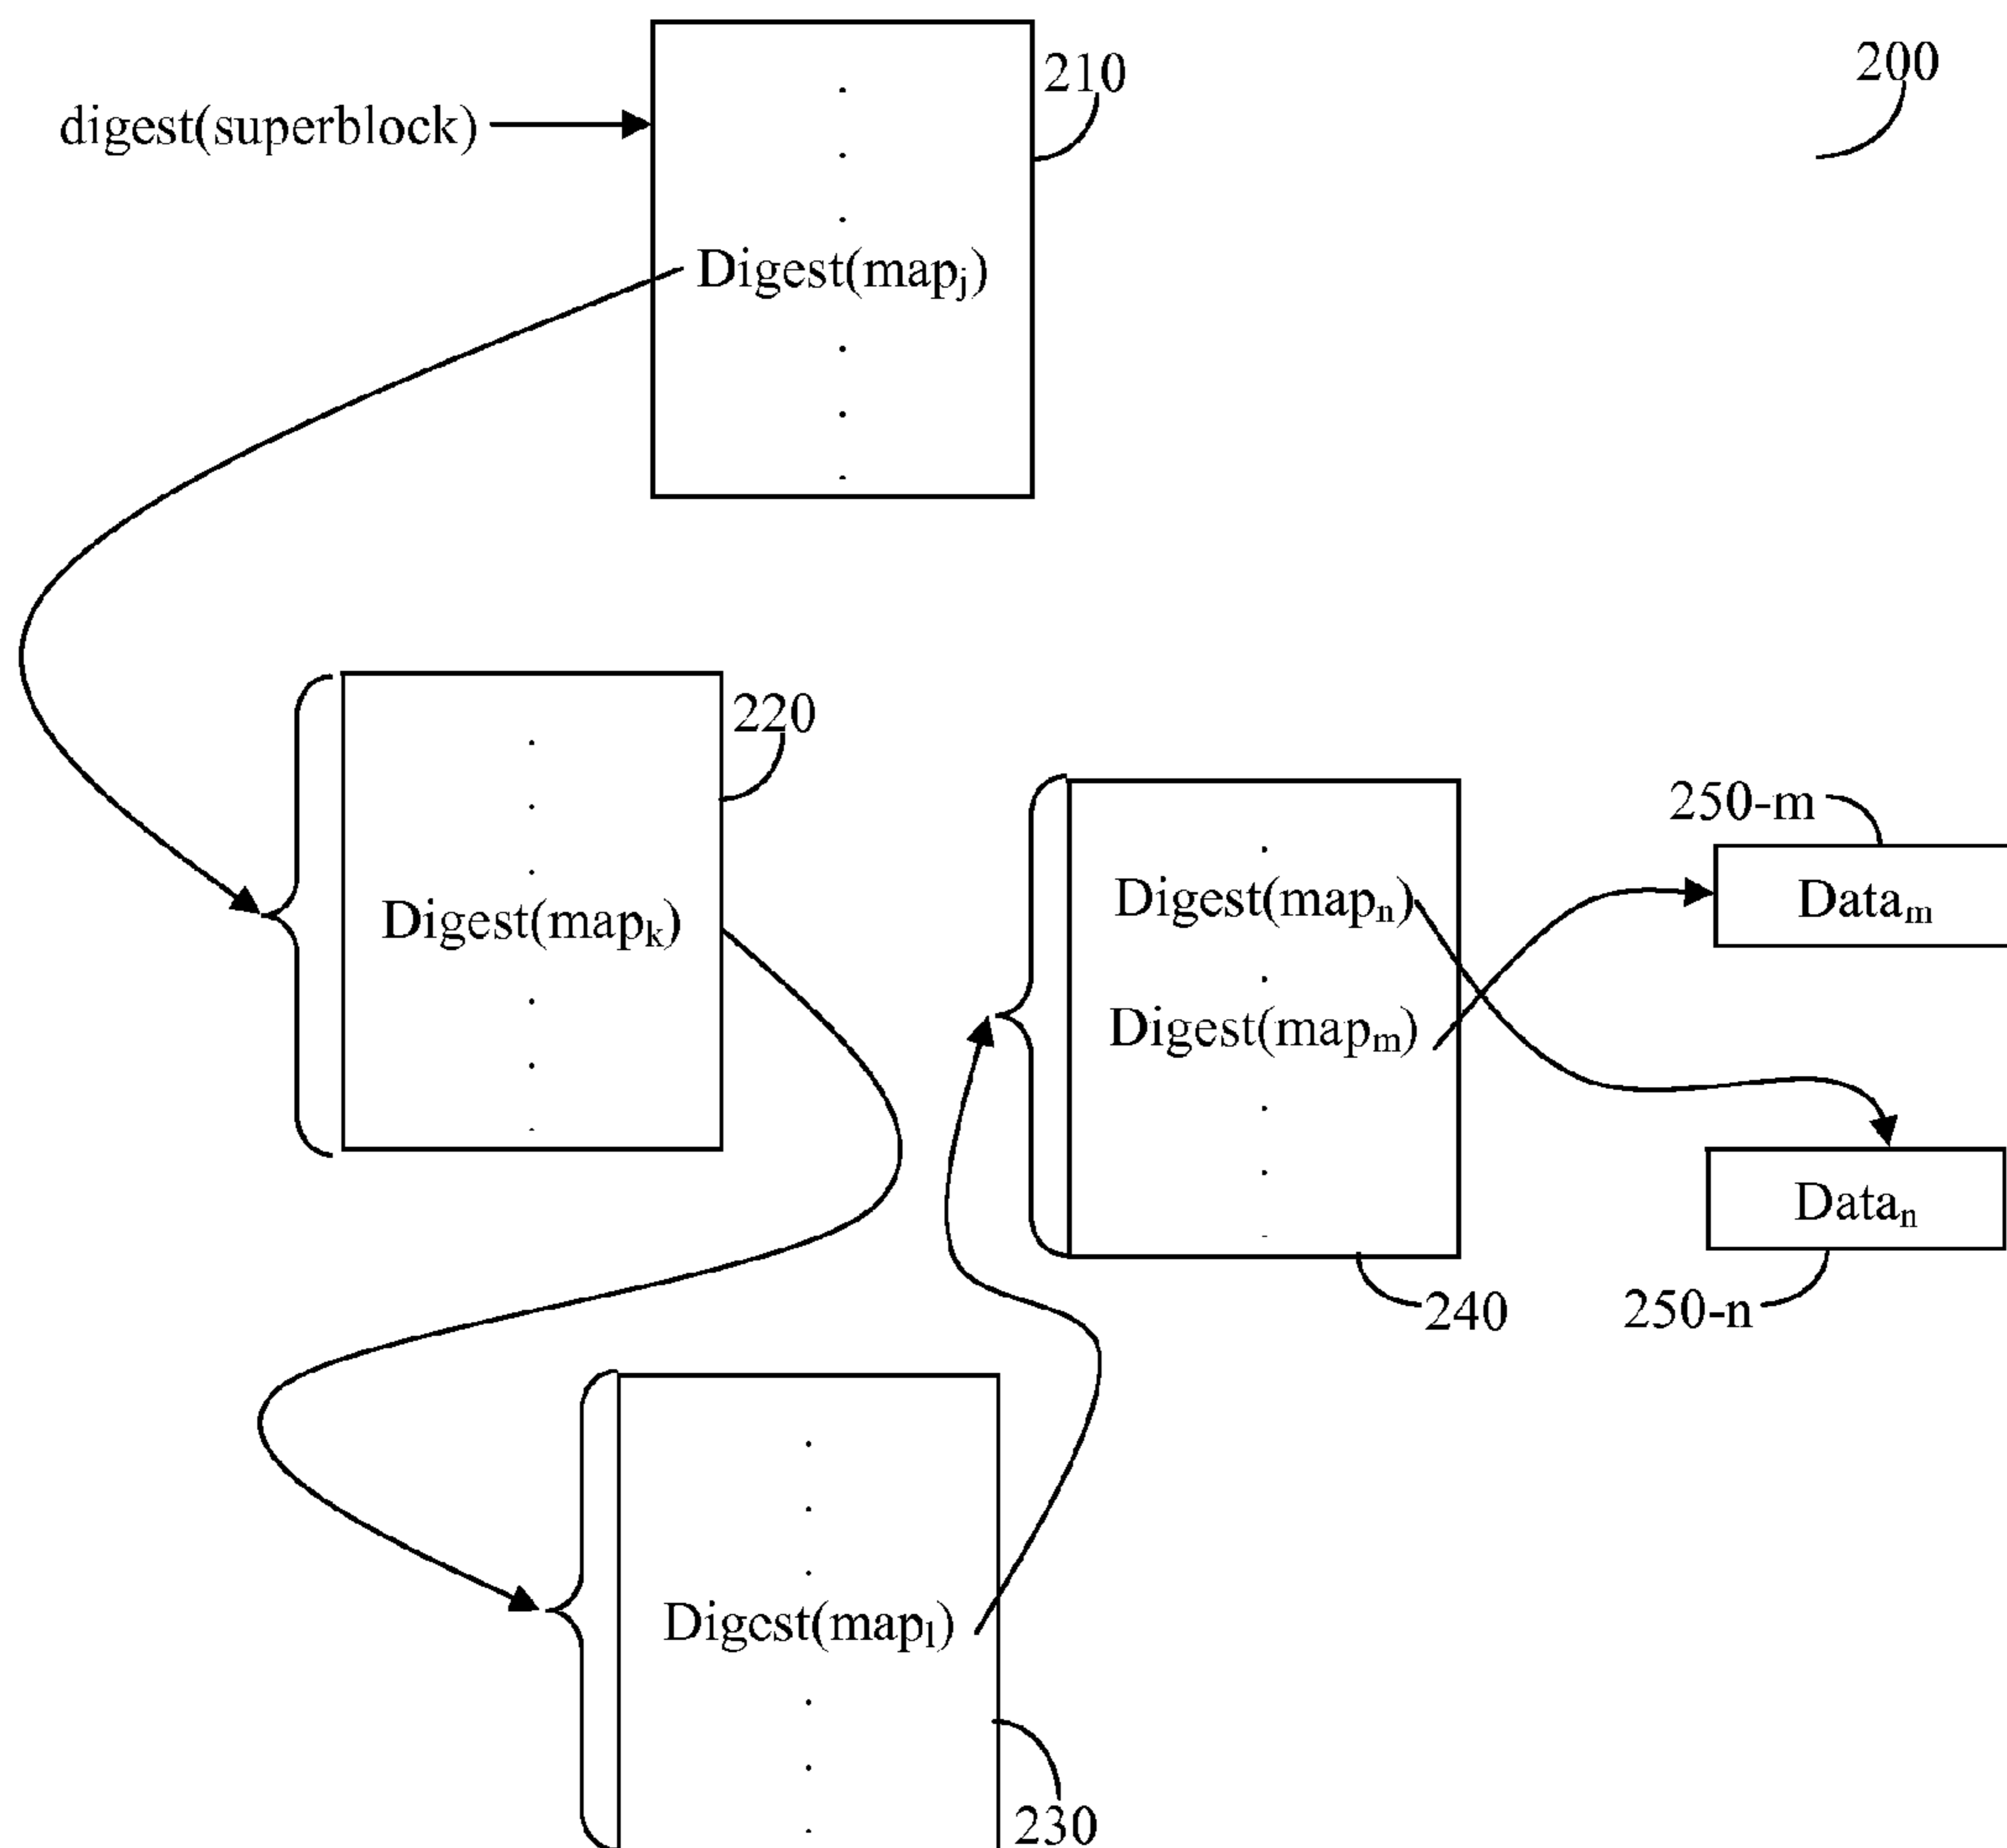 200
210
digest(superblock)
Digest(mapj)
220
Digest(mapk)
250-m
Digest(mapn)
Datam
Digest(mapm)
Datan
240
250-n
Digest(mapl)
230